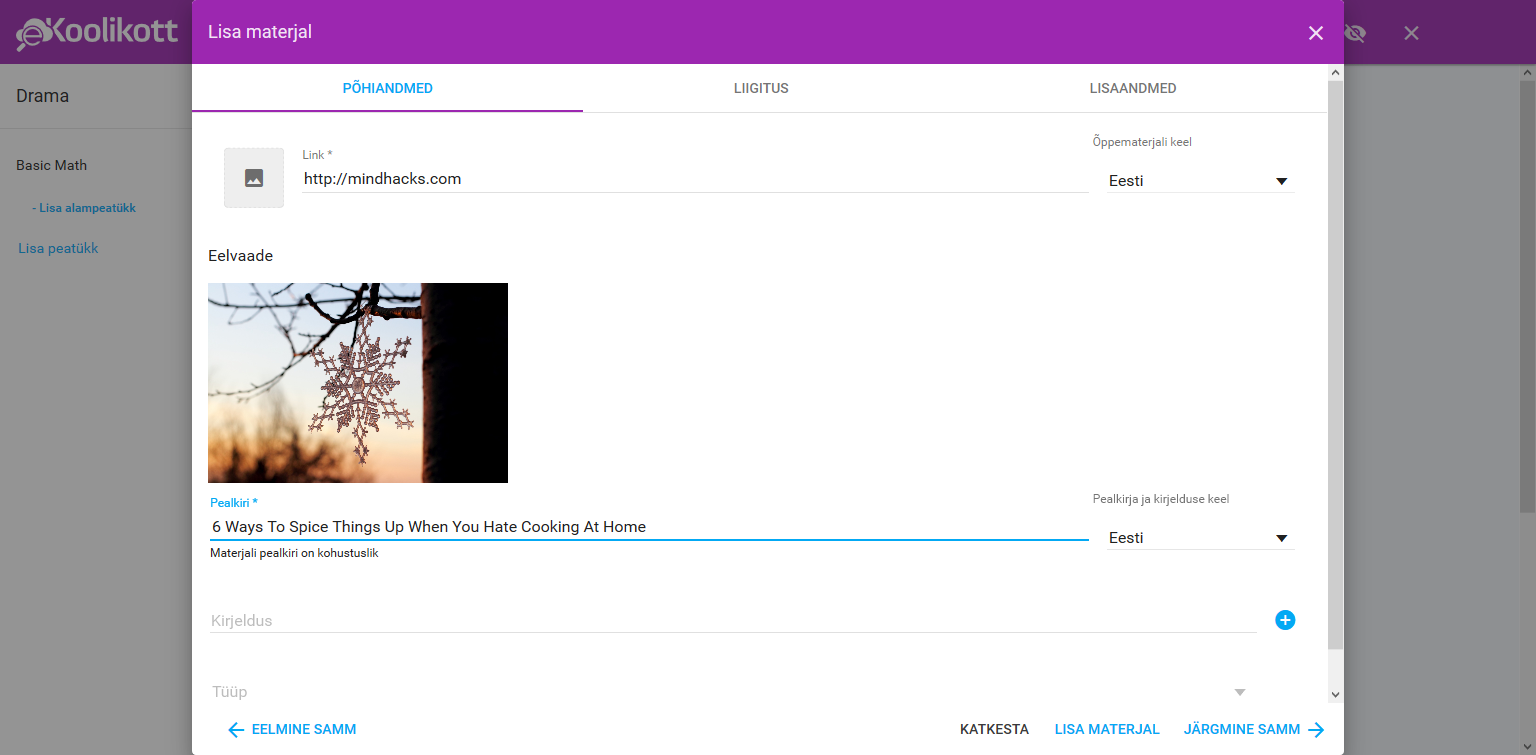 eKoolikott
Lisa materjal
Drama
Basic Math
- Lisa alampeatükk
Lisa peatükk
PÕHIANDMED
LIIGITUS
LISAANDMED
Link *
http://mindhacks.com
Õppematerjali keel
Eesti
Eelvaade
Pealkiri *
6 Ways To Spice Things Up When You Hate Cooking At Home
Materjali pealkiri on kohustuslik
Pealkirja ja kirjelduse keel
Eesti
Kirjeldus
Tüüp
EELMINE SAMM
KATKESTA
LISA MATERJAL
JÄRGMINE SAMM